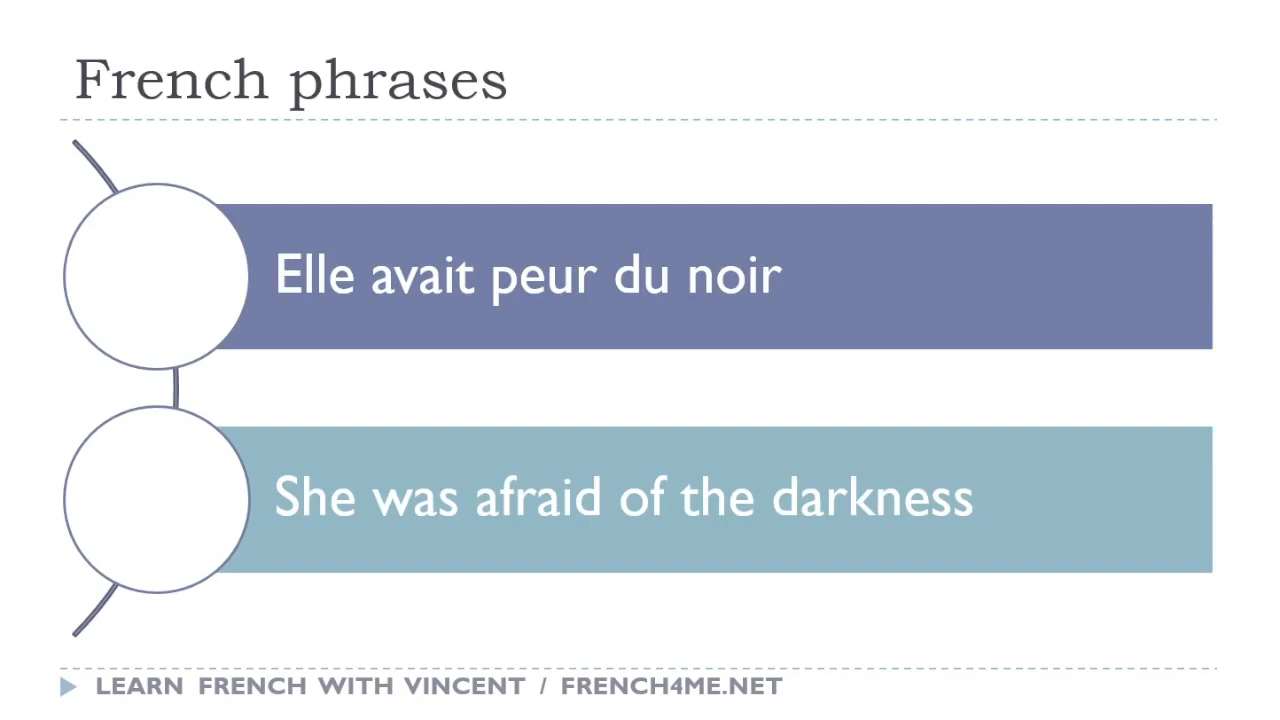 French phrases
Elle avait peur du noir
She was afraid of the darkness
LEARN FRENCH WITH VINCENT / FRENCH4ME.NET